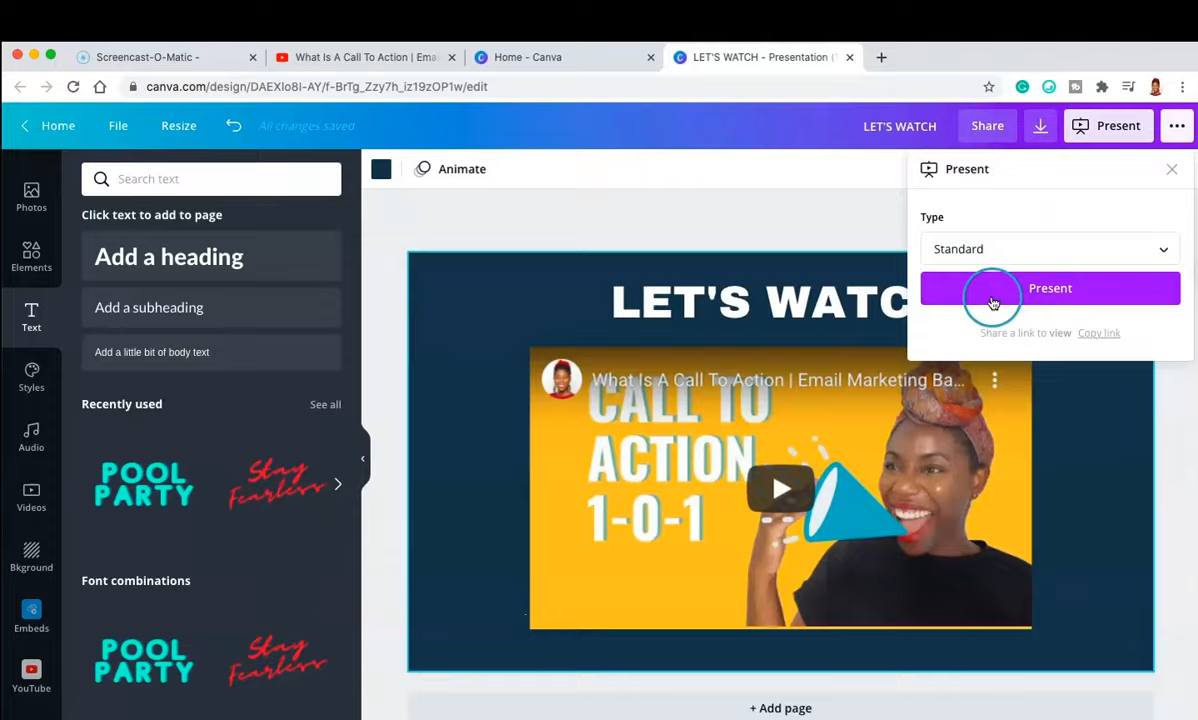 Screencast-O-Matic -
What Is A Call To Action | Ema
Home - Canva
LET'S WATCH - Presentation (
canva.com/design/DAEXIo8I-AY/f-BrTg_Zzy7h_iz19zOP1w/edit
Home
File
Resize
All changes saved
LET'S WATCH
Share
Present
Photos
Elements
Text
Styles
Audio
Videos
Bkground
Embeds
YouTube
Search text
Click text to add to page
Add a heading
Add a subheading
Add a little bit of body text
Recently used
See all
POOL
PARTY
Stay
Fearless
Font combinations
POOL
PARTY
Stay
Fearless
Animate
Present
Type
Standard
Present
Share a link to view Copy link
LET'S WATC
What Is A Call To Action | Email Marketing Ba...
CALL TO
ACTION
1-0-1
+ Add page